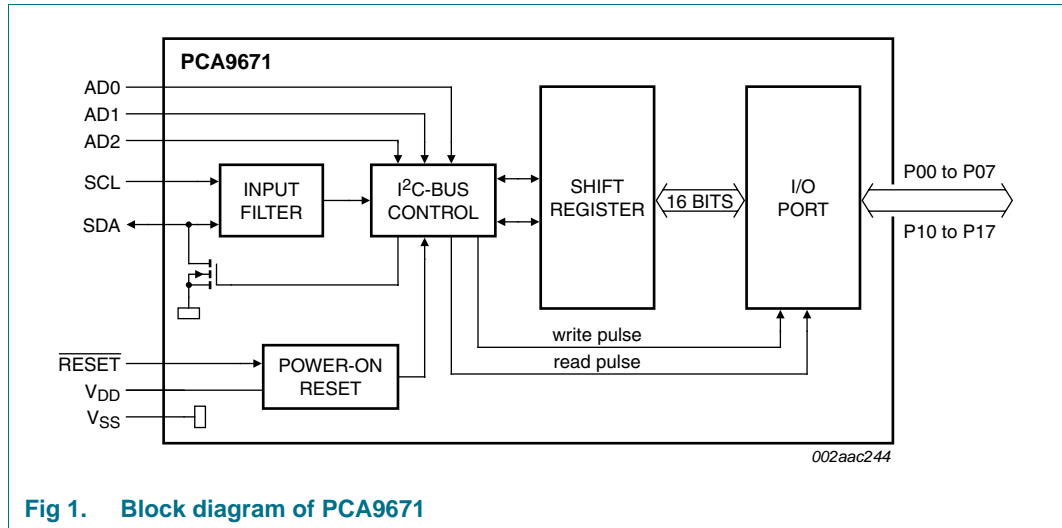 PCA9671
AD0
AD1
AD2
SCL
SDA
INPUT
FILTER
I²C-BUS
CONTROL
SHIFT
REGISTER
16 BITS
I/O
PORT
P00 to P07
P10 to P17
write pulse
read pulse
R̅E̅S̅E̅T̅
VDD
VSS
POWER-ON
RESET
002aac244
Fig 1. Block diagram of PCA9671